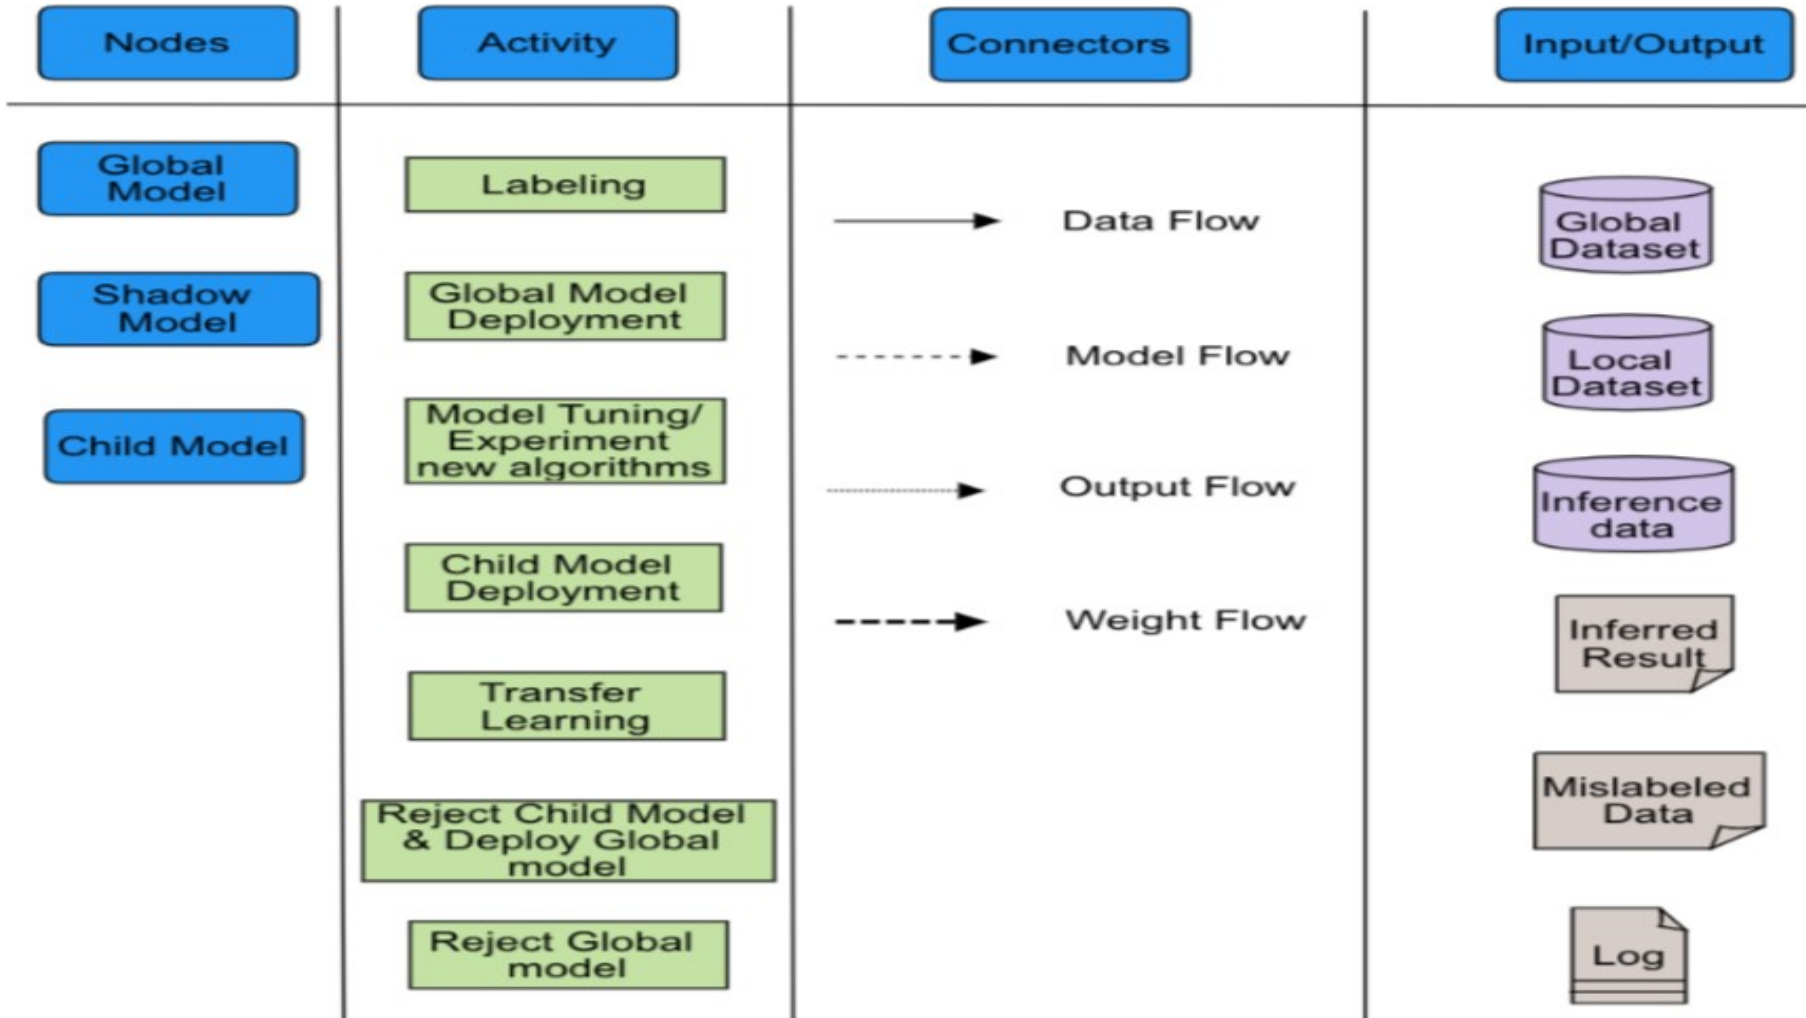 Nodes
Activity
Connectors
Input/Output
Global
Model
Shadow
Model
Child Model
Labeling
Global Model
Deployment
Model Tuning/
Experiment
new algorithms
Child Model
Deployment
Transfer
Learning
Reject Child Model
& Deploy Global
model
Reject Global
model
Data Flow
Model Flow
Output Flow
Weight Flow
Global
Dataset
Local
Dataset
Inference
data
Inferred
Result
Mislabeled
Data
Log